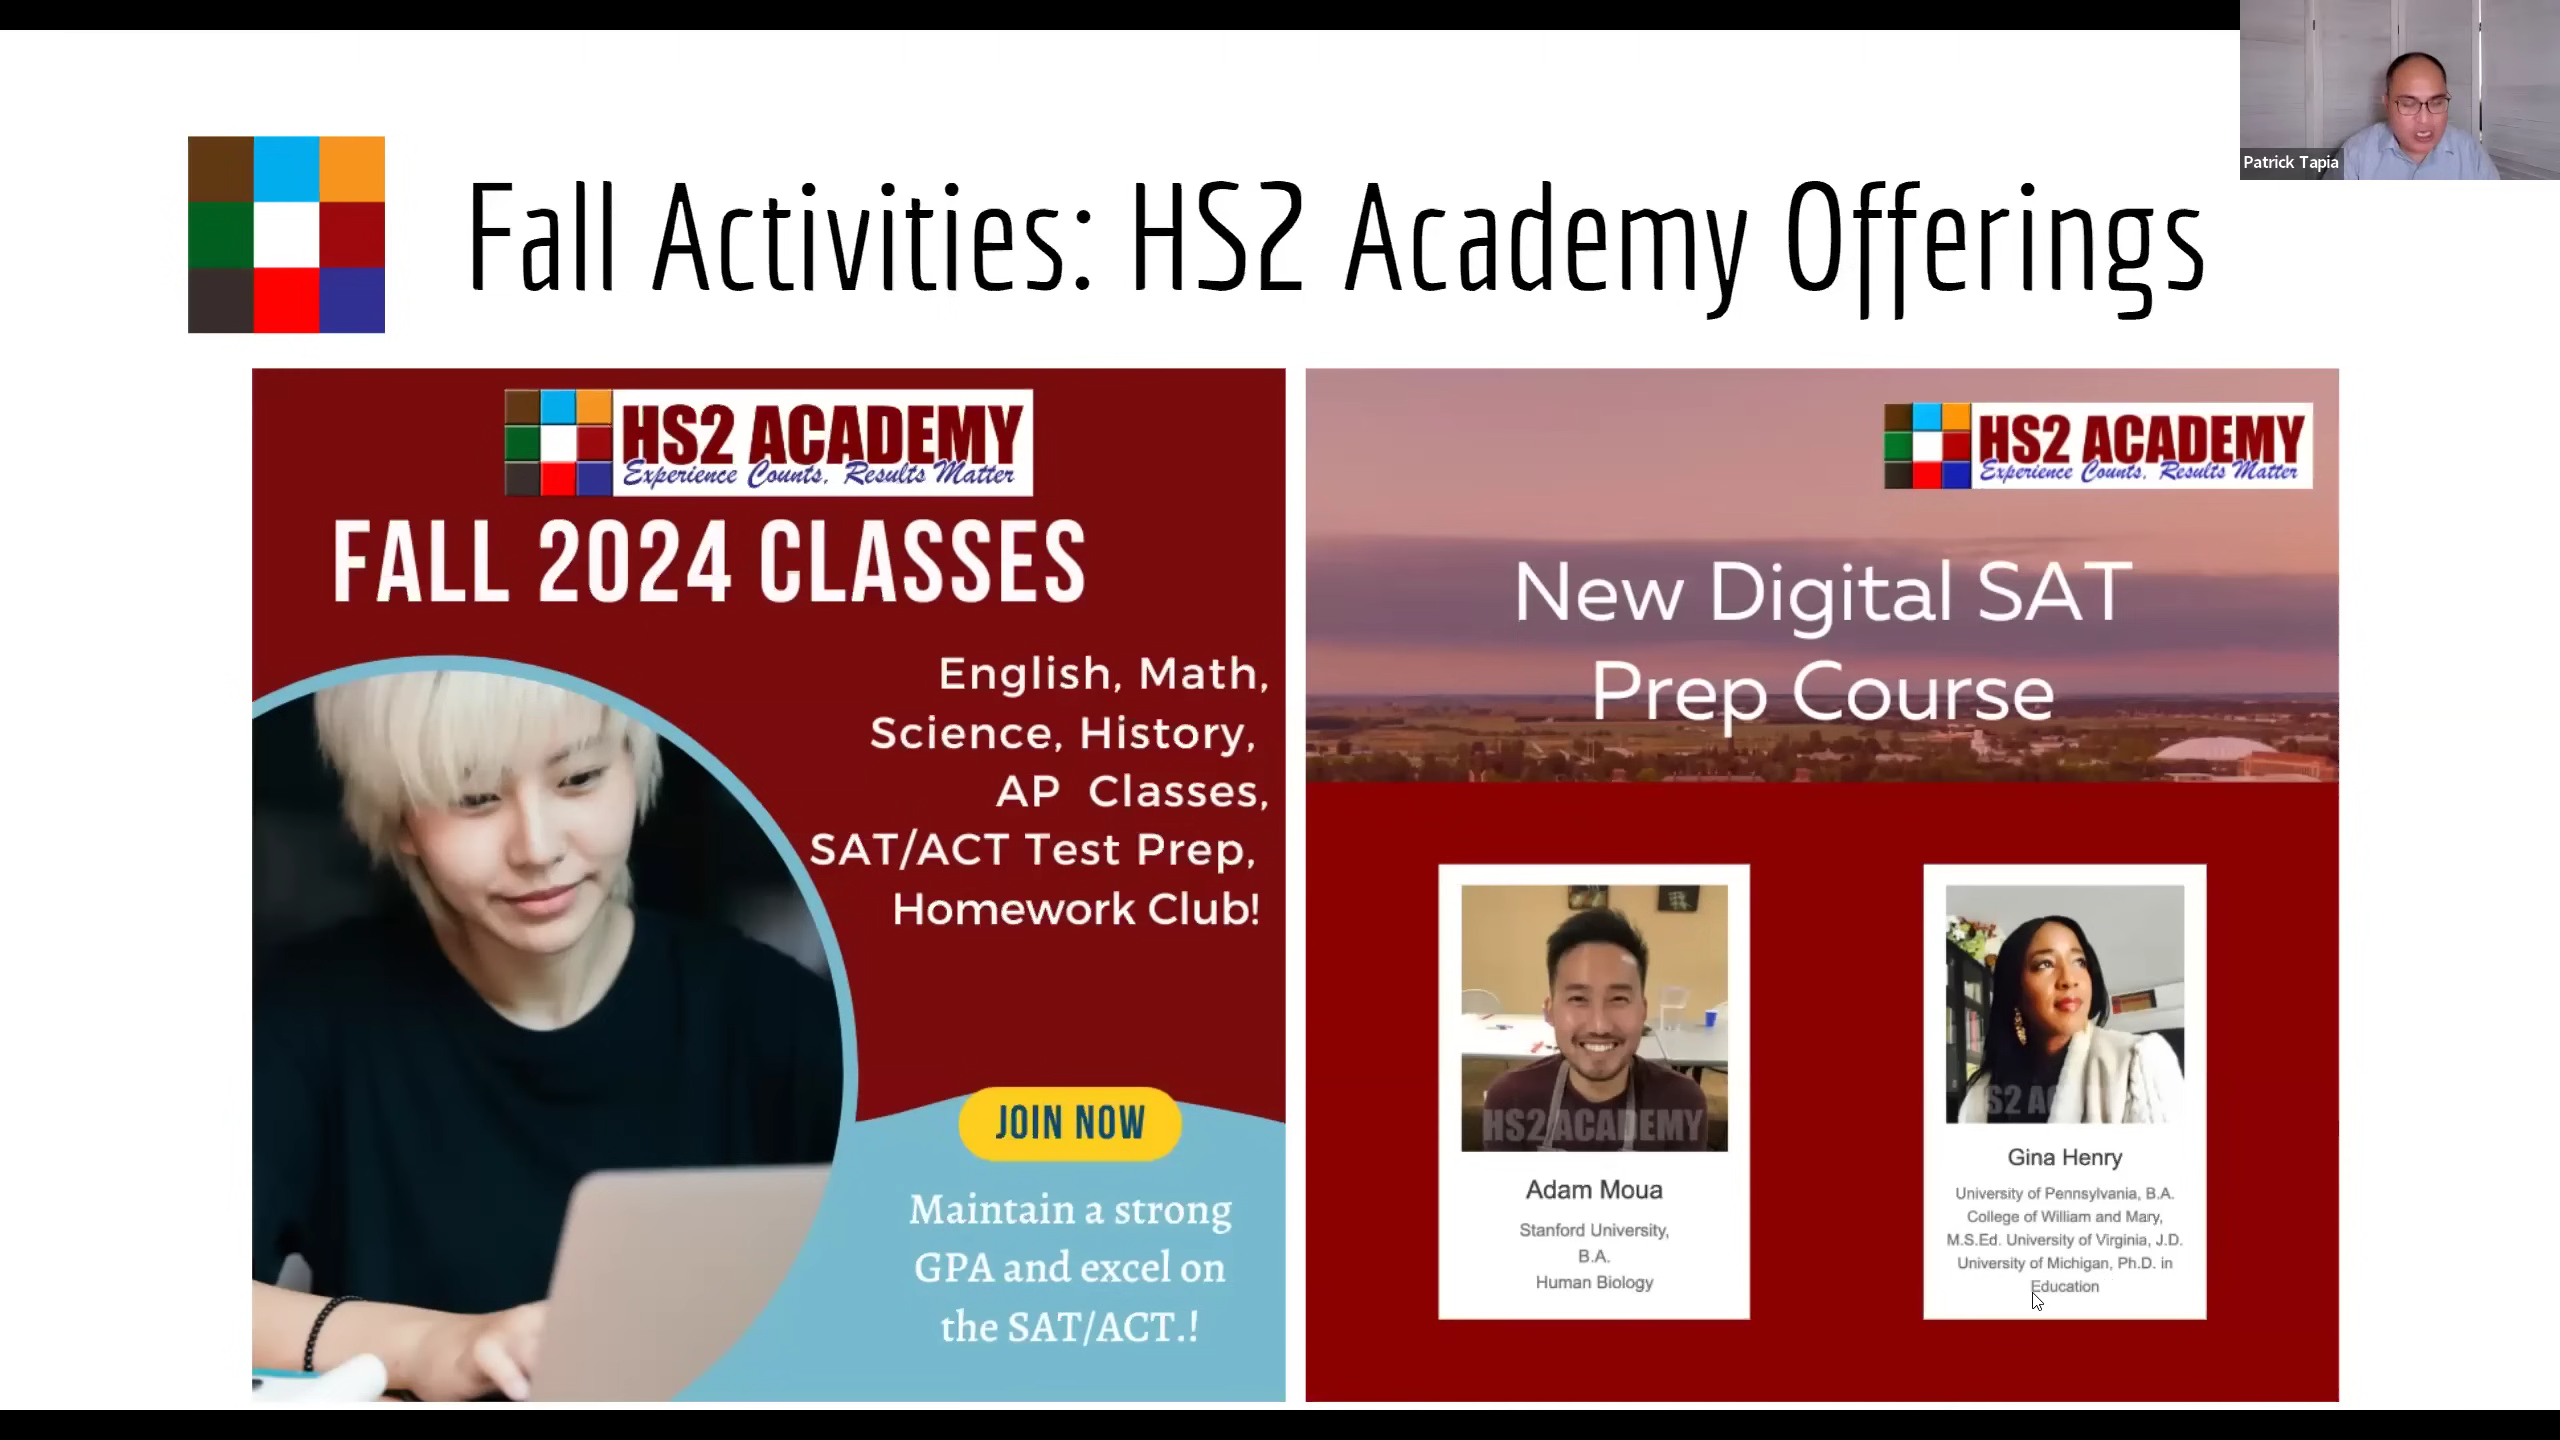 Patrick Tapia
Fall Activities: HS2 Academy Offerings
HS2 ACADEMY
Experience Counts, Results Matter
FALL 2024 CLASSES
English, Math,
Science, History,
AP Classes,
SAT/ACT Test Prep,
Homework Club!
JOIN NOW
Maintain a strong
GPA and excel on
the SAT/ACT.!
HS2 ACADEMY
Experience Counts, Results Matter
New Digital SAT
Prep Course
HS2 ACADEMY
Adam Moua
Stanford University,
B.A.
Human Biology
S2 A
Gina Henry
University of Pennsylvania, B.A.
College of William and Mary,
M.S.Ed. University of Virginia, J.D.
University of Michigan, Ph.D. in
Education